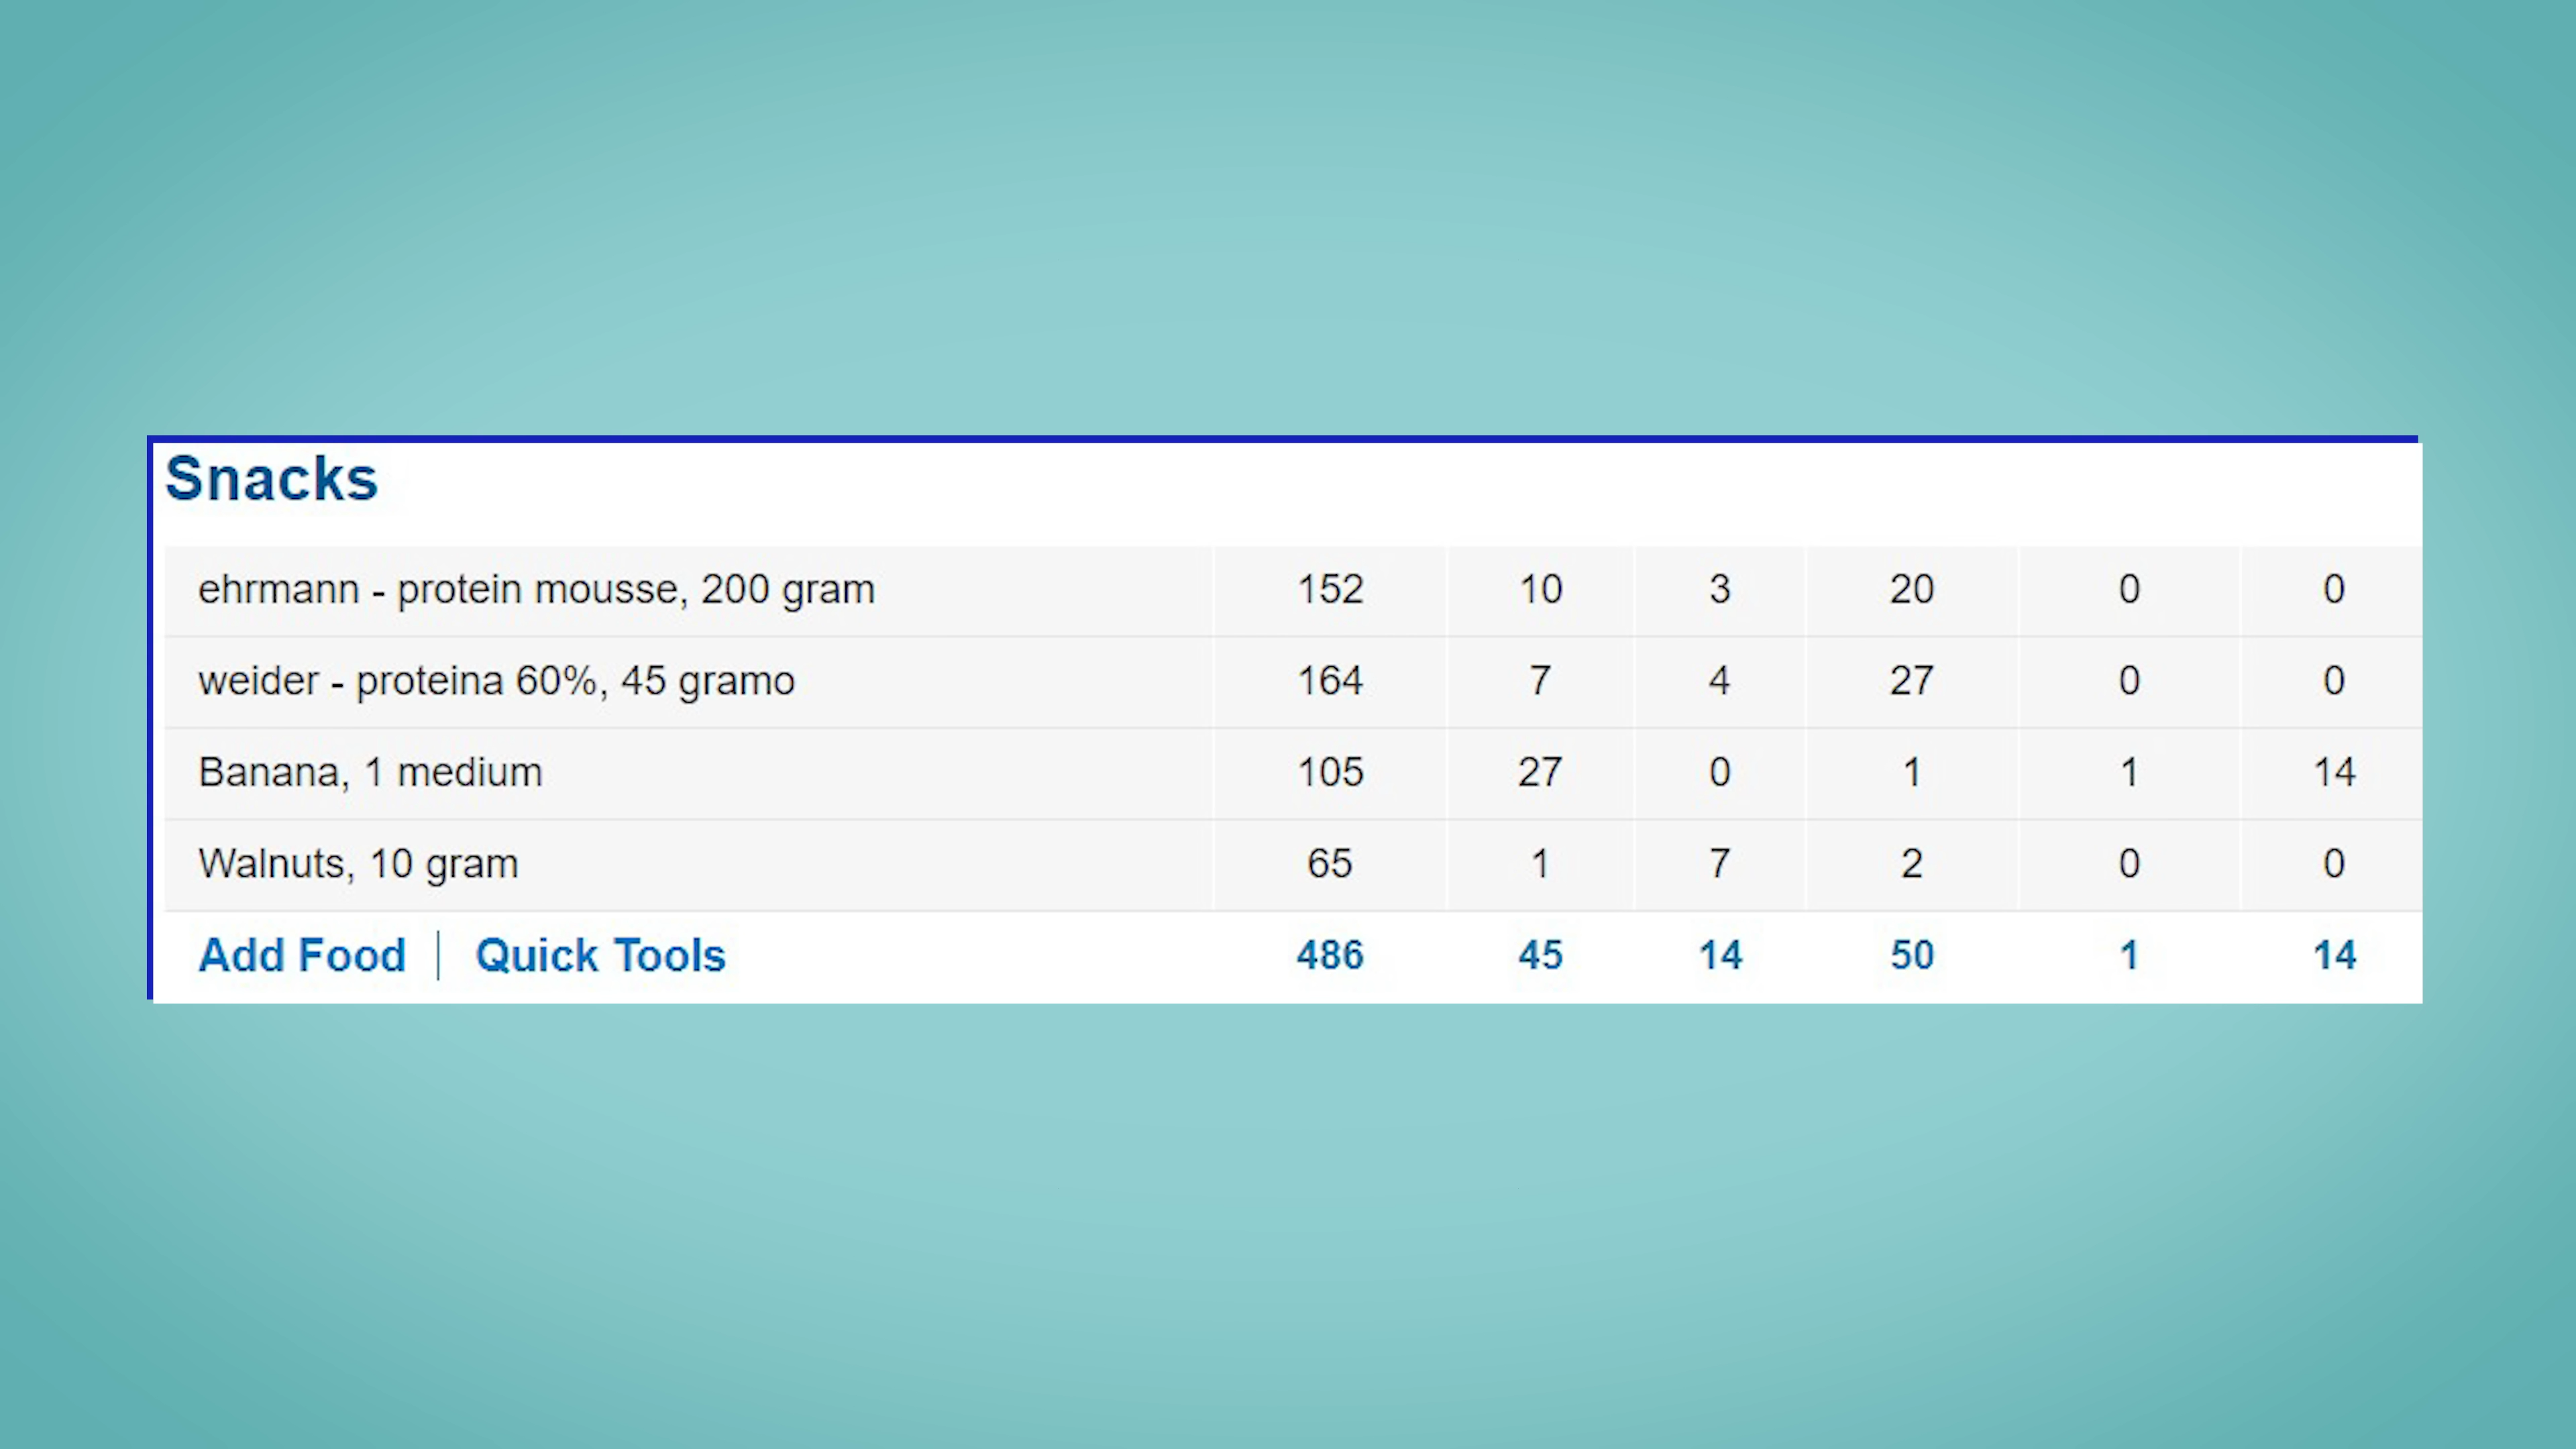 Snacks
ehrmann - protein mousse, 200 gram 152 10 3 20 0 0
weider - proteina 60%, 45 gramo 164 7 4 27 0 0
Banana, 1 medium 105 27 0 1 1 14
Walnuts, 10 gram 65 1 7 2 0 0
Add Food | Quick Tools 486 45 14 50 1 14